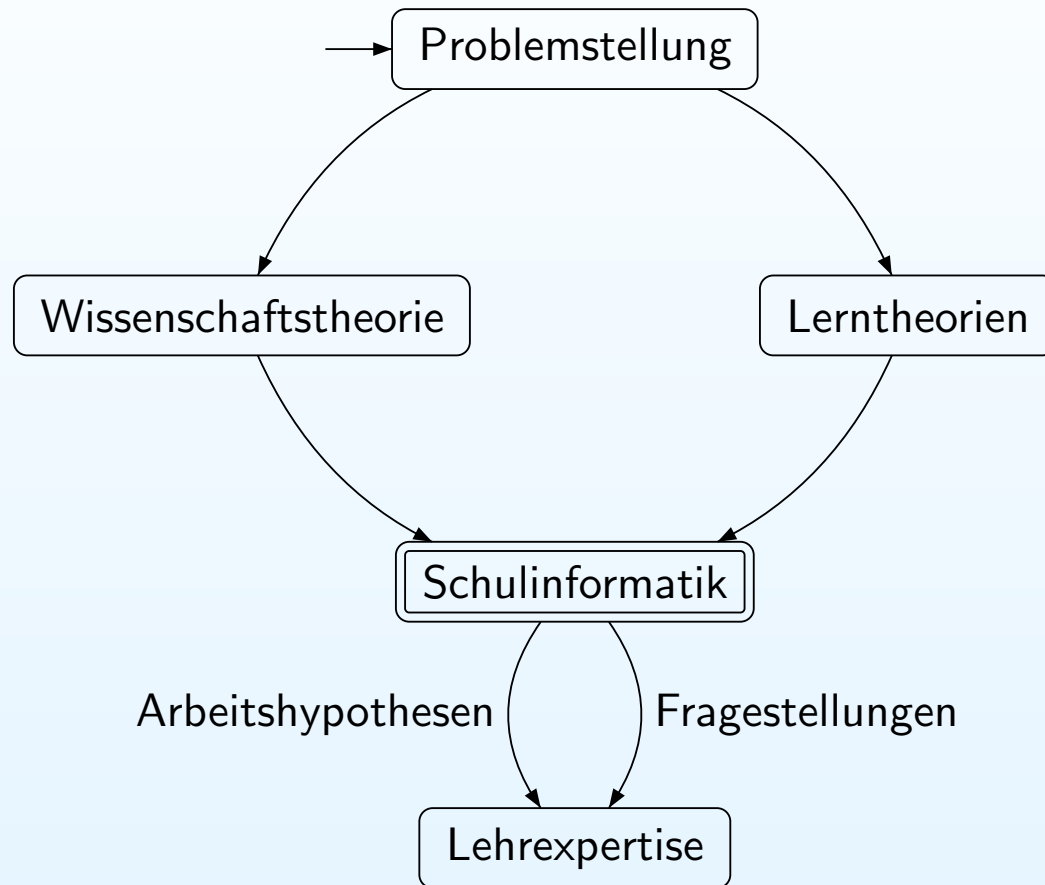 Problemstellung
Wissenschaftstheorie
Lerntheorien
Schulinformatik
Arbeitshypothesen
Fragestellungen
Lehrexpertise